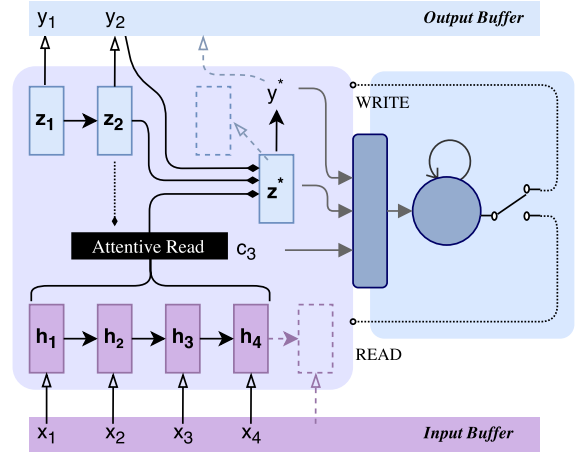 y1 y2 Output Buffer
y*
WRITE
z1 z2
z*
Attentive Read c3
h1 h2 h3 h4
READ
x1 x2 x3 x4 Input Buffer